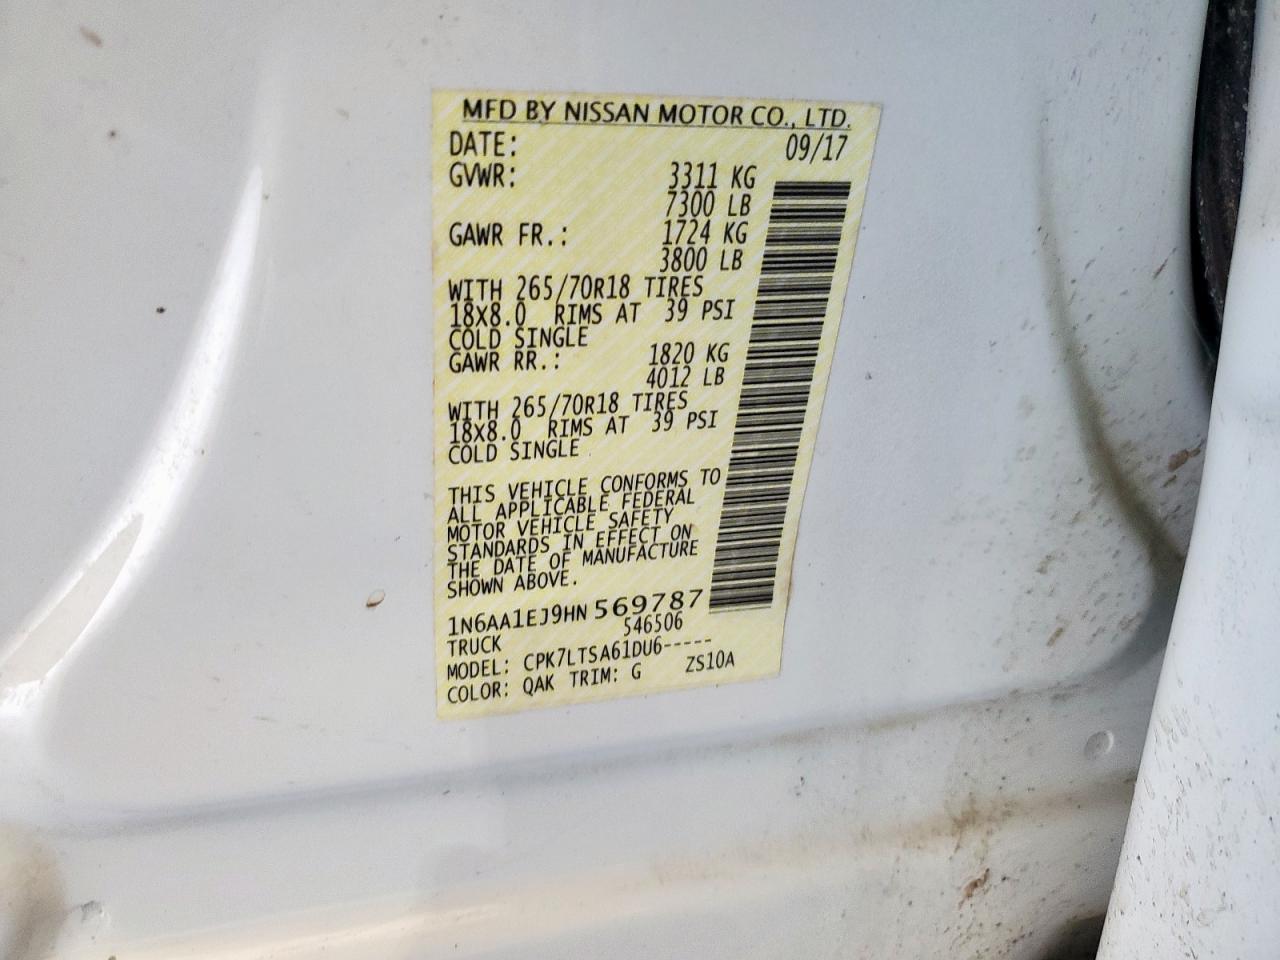 MFD BY NISSAN MOTOR CO., LTD.
DATE: 09/17
GVWR: 3311 KG
7300 LB
GAWR FR.: 1724 KG
3800 LB
WITH 265/70R18 TIRES
18X8.0 RIMS AT 39 PSI
COLD SINGLE
GAWR RR.: 1820 KG
4012 LB
WITH 265/70R18 TIRES
18X8.0 RIMS AT 39 PSI
COLD SINGLE
THIS VEHICLE CONFORMS TO
ALL APPLICABLE FEDERAL
MOTOR VEHICLE SAFETY
STANDARDS IN EFFECT ON
THE DATE OF MANUFACTURE
SHOWN ABOVE.
1N6AA1EJ9HN569787
TRUCK 546506
MODEL: CPK7LTSA61DU6-----
COLOR: QAK TRIM: G ZS10A